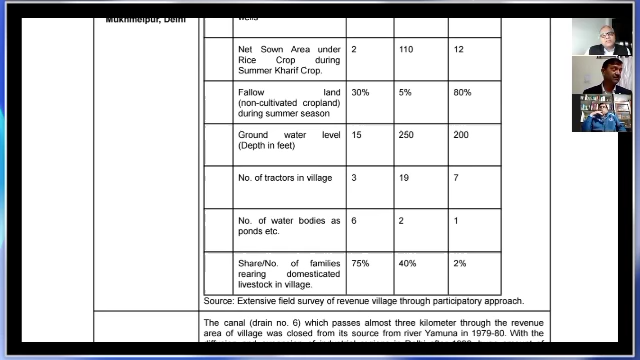 Mukhmelpur, Delhi
wells
Net Sown Area under 2 110 12
Rice Crop during
Summer Kharif Crop.
Fallow land 30% 5% 80%
(non-cultivated cropland)
during summer season
Ground water level 15 250 200
(Depth in feet)
No. of tractors in village 3 19 7
No. of water bodies as 6 2 1
ponds etc.
Share/No. of families 75% 40% 2%
rearing domesticated
livestock in village.
Source: Extensive field survey of revenue village through participatory approach.
The canal (drain no. 6) which passes almost three kilometer through the revenue
area of village was closed from its source from river Yamuna in 1979-80. With the